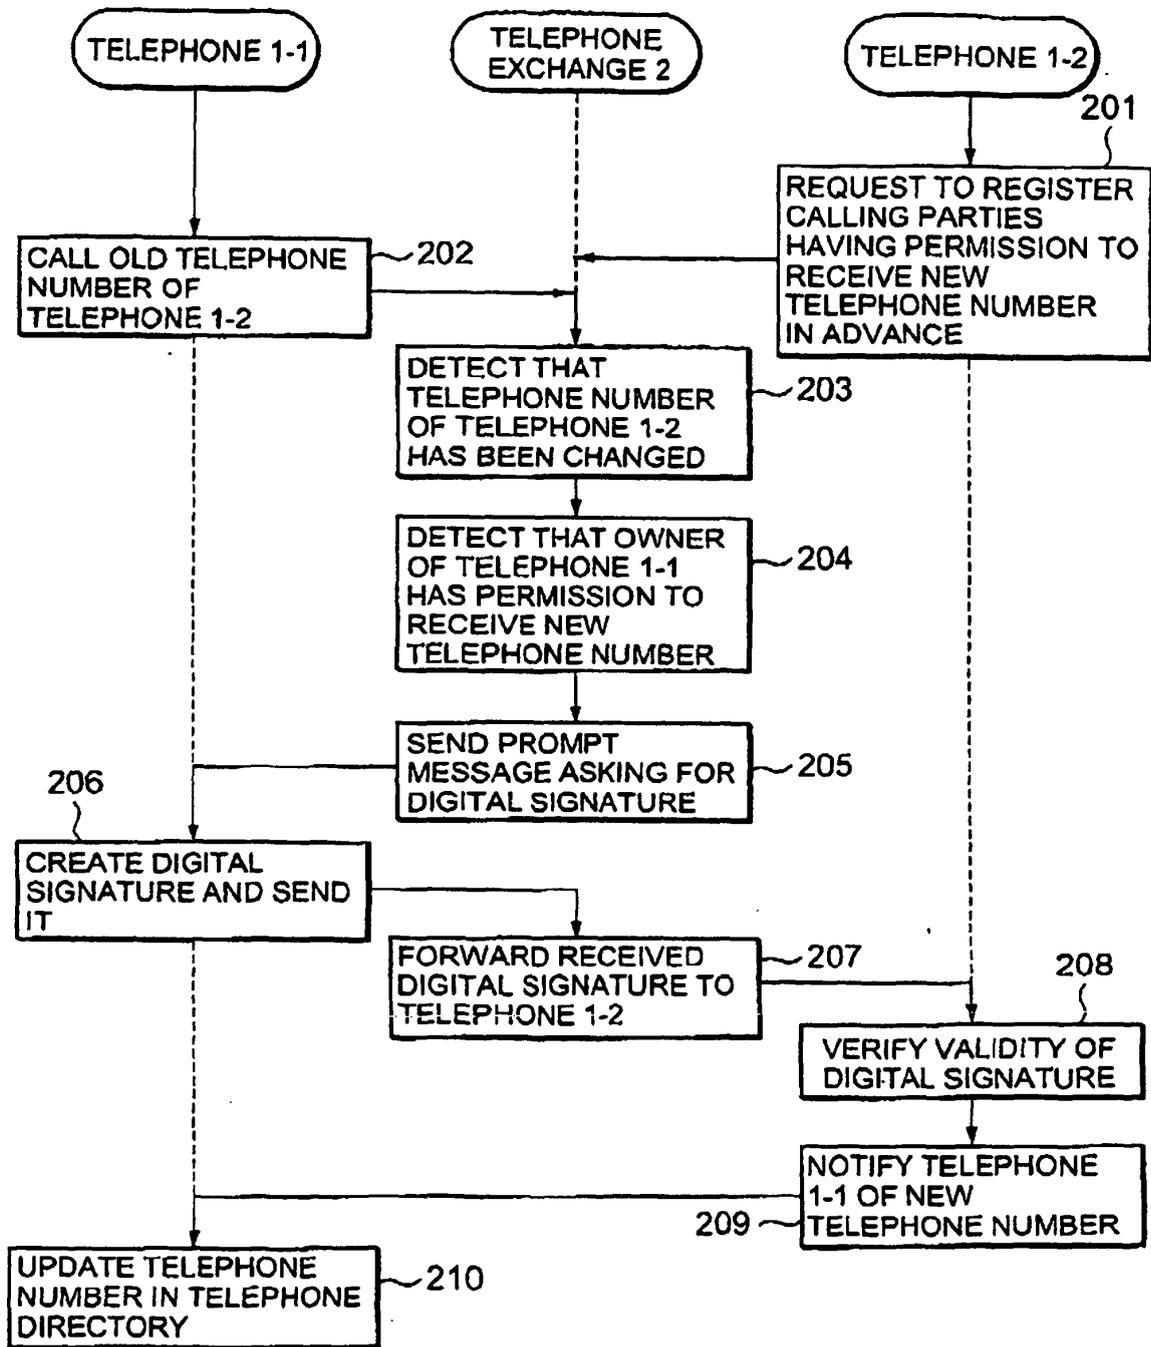 TELEPHONE 1-1
TELEPHONE
EXCHANGE 2
TELEPHONE 1-2
201
REQUEST TO REGISTER
CALLING PARTIES
HAVING PERMISSION TO
RECEIVE NEW
TELEPHONE NUMBER
IN ADVANCE
CALL OLD TELEPHONE
NUMBER OF
TELEPHONE 1-2
202
DETECT THAT
TELEPHONE NUMBER
OF TELEPHONE 1-2
HAS BEEN CHANGED
203
DETECT THAT OWNER
OF TELEPHONE 1-1
HAS PERMISSION TO
RECEIVE NEW
TELEPHONE NUMBER
204
SEND PROMPT
MESSAGE ASKING FOR
DIGITAL SIGNATURE
205
206
CREATE DIGITAL
SIGNATURE AND SEND
IT
FORWARD RECEIVED
DIGITAL SIGNATURE TO
TELEPHONE 1-2
207
208
VERIFY VALIDITY OF
DIGITAL SIGNATURE
NOTIFY TELEPHONE
1-1 OF NEW
TELEPHONE NUMBER
209
UPDATE TELEPHONE
NUMBER IN TELEPHONE
DIRECTORY
210